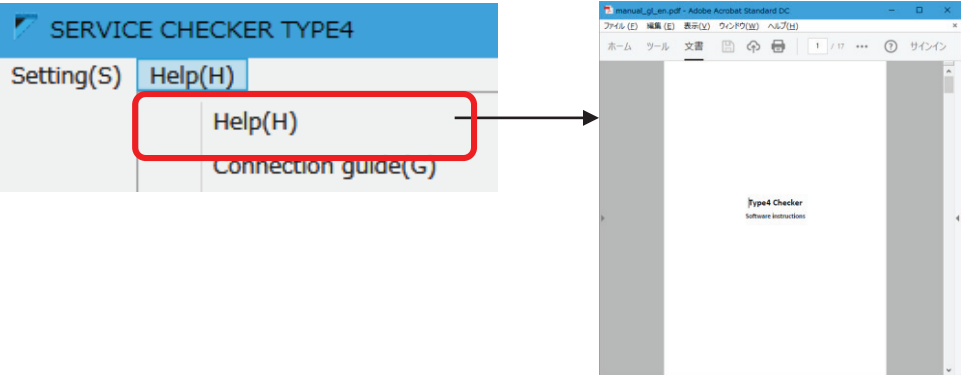 SERVICE CHECKER TYPE4
Setting(S) Help(H)
Help(H)
Connection guide(G)
manual_gl_en.pdf - Adobe Acrobat Standard DC
ファイル(F) 編集(E) 表示(V) ウィンドウ(W) ヘルプ(H)
ホーム ツール 文書 1 / 17 サインイン
Type4 Checker
Software instructions